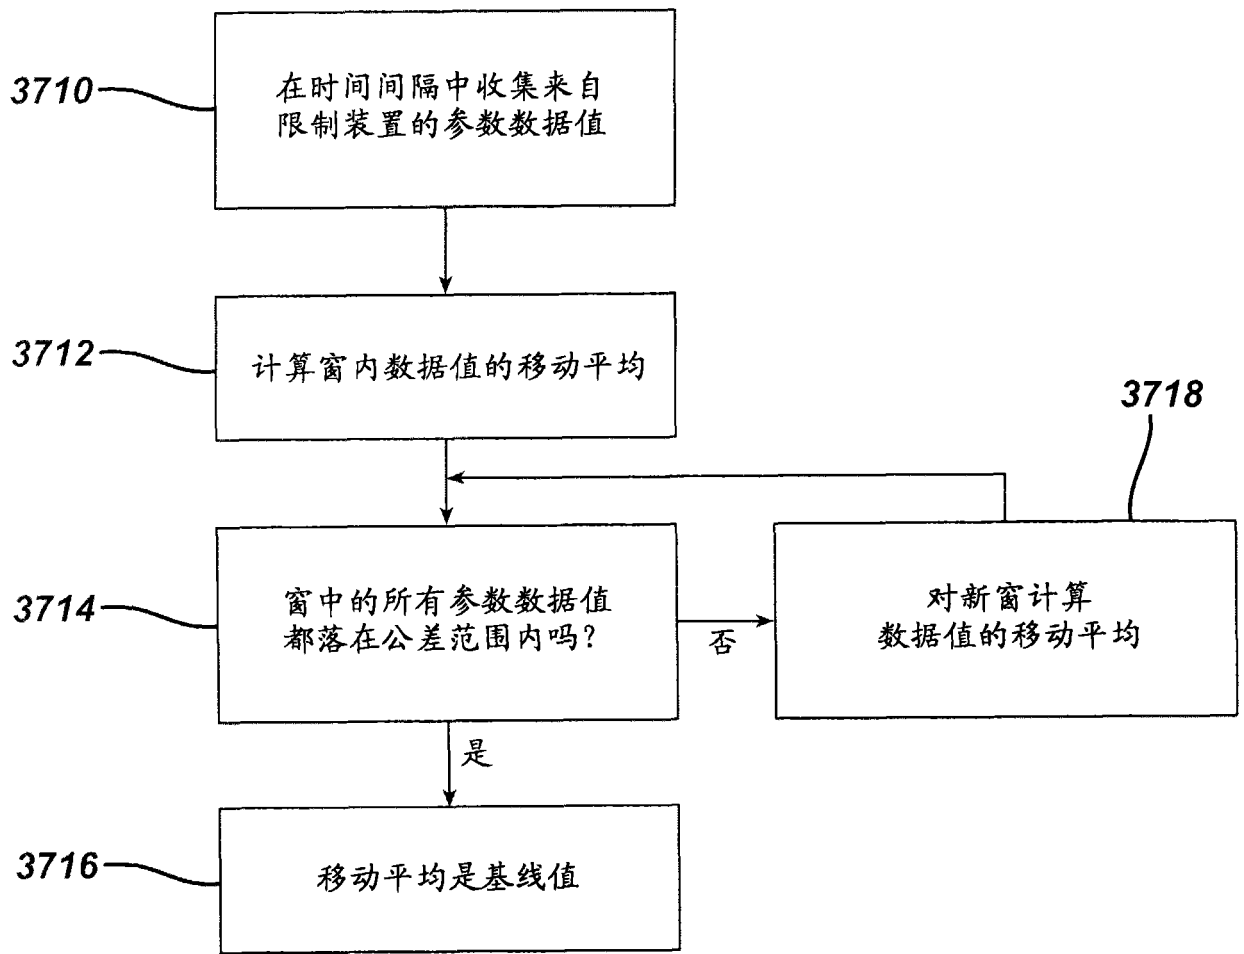 3710
在时间间隔中收集来自
限制装置的参数数据值
3712
计算窗内数据值的移动平均
3718
3714
窗中的所有参数数据值
都落在公差范围内吗?
否
对新窗计算
数据值的移动平均
是
3716
移动平均是基线值